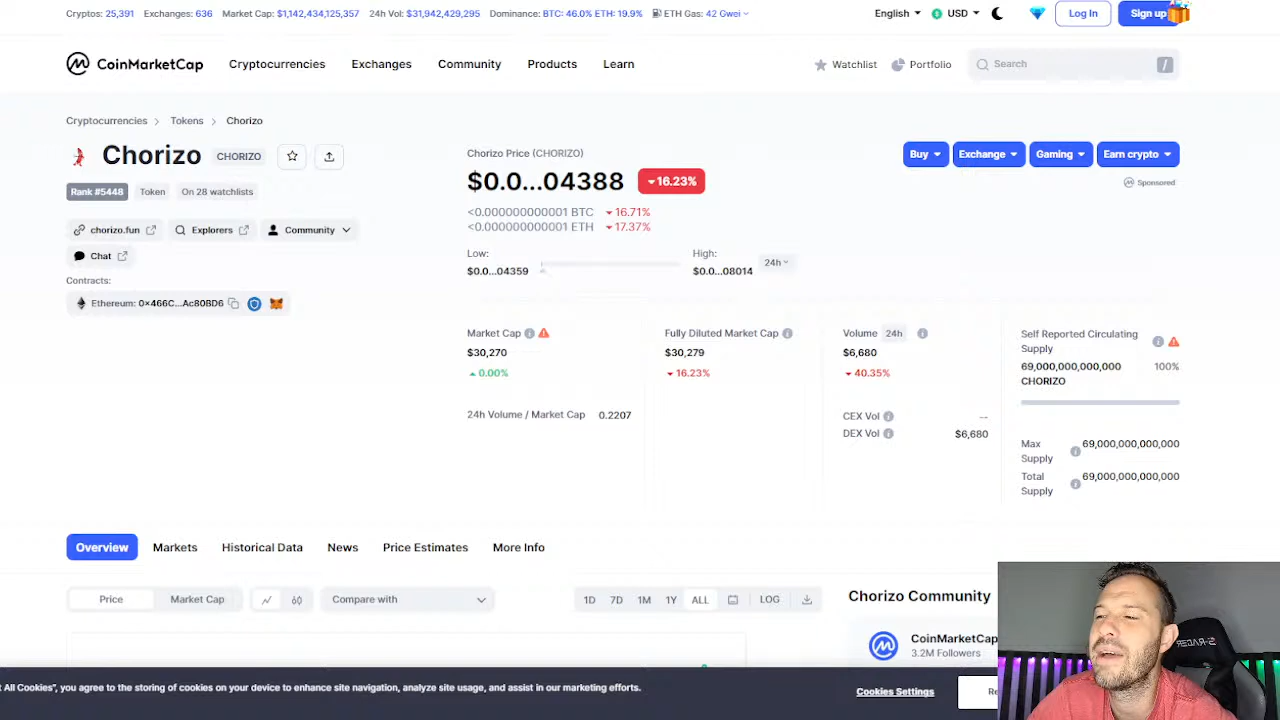 Cryptos: 25,391 Exchanges: 636 Market Cap: $1,142,434,125,357 24h Vol: $31,942,429,295 Dominance: BTC: 46.0% ETH: 19.9% ETH Gas: 42 Gwei English USD Log In Sign up
CoinMarketCap Cryptocurrencies Exchanges Community Products Learn Watchlist Portfolio Search /
Cryptocurrencies > Tokens > Chorizo
Chorizo CHORIZO
Rank #5448 Token On 28 watchlists
chorizo.fun Explorers Community
Chat
Contracts:
Ethereum: 0×466C...Ac80BD6
Chorizo Price (CHORIZO)
$0.0...04388 16.23%
<0.000000000001 BTC 16.71%
<0.000000000001 ETH 17.37%
Low: High:
$0.0...04359 $0.0...08014 24h
Buy Exchange Gaming Earn crypto
Sponsored
Market Cap
$30,270
0.00%
24h Volume / Market Cap 0.2207
Fully Diluted Market Cap
$30,279
16.23%
Volume 24h
$6,680
40.35%
CEX Vol --
DEX Vol $6,680
Self Reported Circulating
Supply
69,000,000,000,000 100%
CHORIZO
Max 69,000,000,000,000
Supply
Total 69,000,000,000,000
Supply
Overview Markets Historical Data News Price Estimates More Info
Price Market Cap Compare with 1D 7D 1M 1Y ALL LOG
Chorizo Community
CoinMarketCap
3.2M Followers
t All Cookies", you agree to the storing of cookies on your device to enhance site navigation, analyze site usage, and assist in our marketing efforts.
Cookies Settings Re